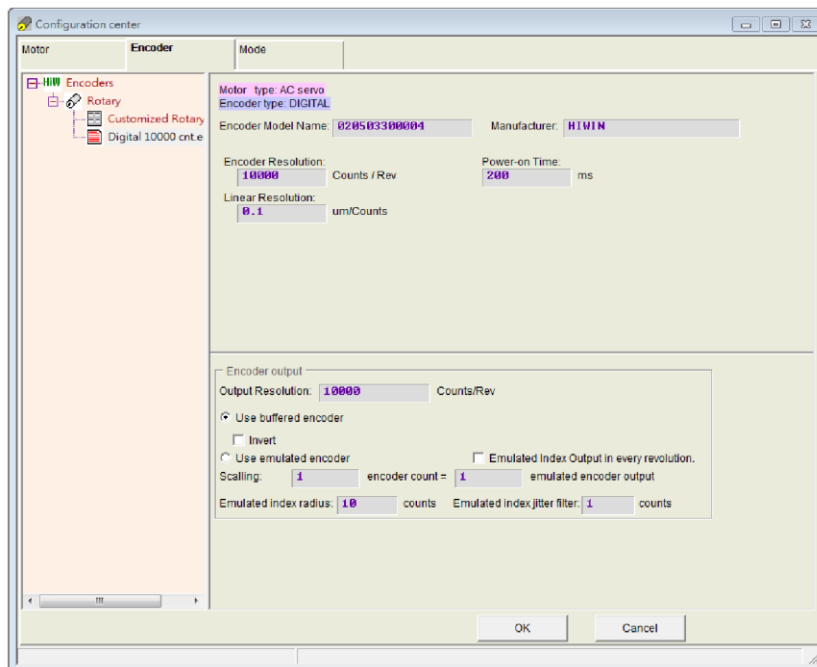 Configuration center
Motor Encoder Mode
HIW Encoders
Rotary
Customized Rotary
Digital 10000 cnt.e
Motor type: AC servo
Encoder type: DIGITAL
Encoder Model Name: 020503300004 Manufacturer: HIWIN
Encoder Resolution: Power-on Time:
10000 Counts / Rev 200 ms
Linear Resolution:
0.1 um/Counts
Encoder output
Output Resolution: 10000 Counts/Rev
Use buffered encoder
Invert
Use emulated encoder Emulated Index Output in every revolution.
Scalling: 1 encoder count = 1 emulated encoder output
Emulated index radius: 10 counts Emulated index jitter filter: 1 counts
OK Cancel